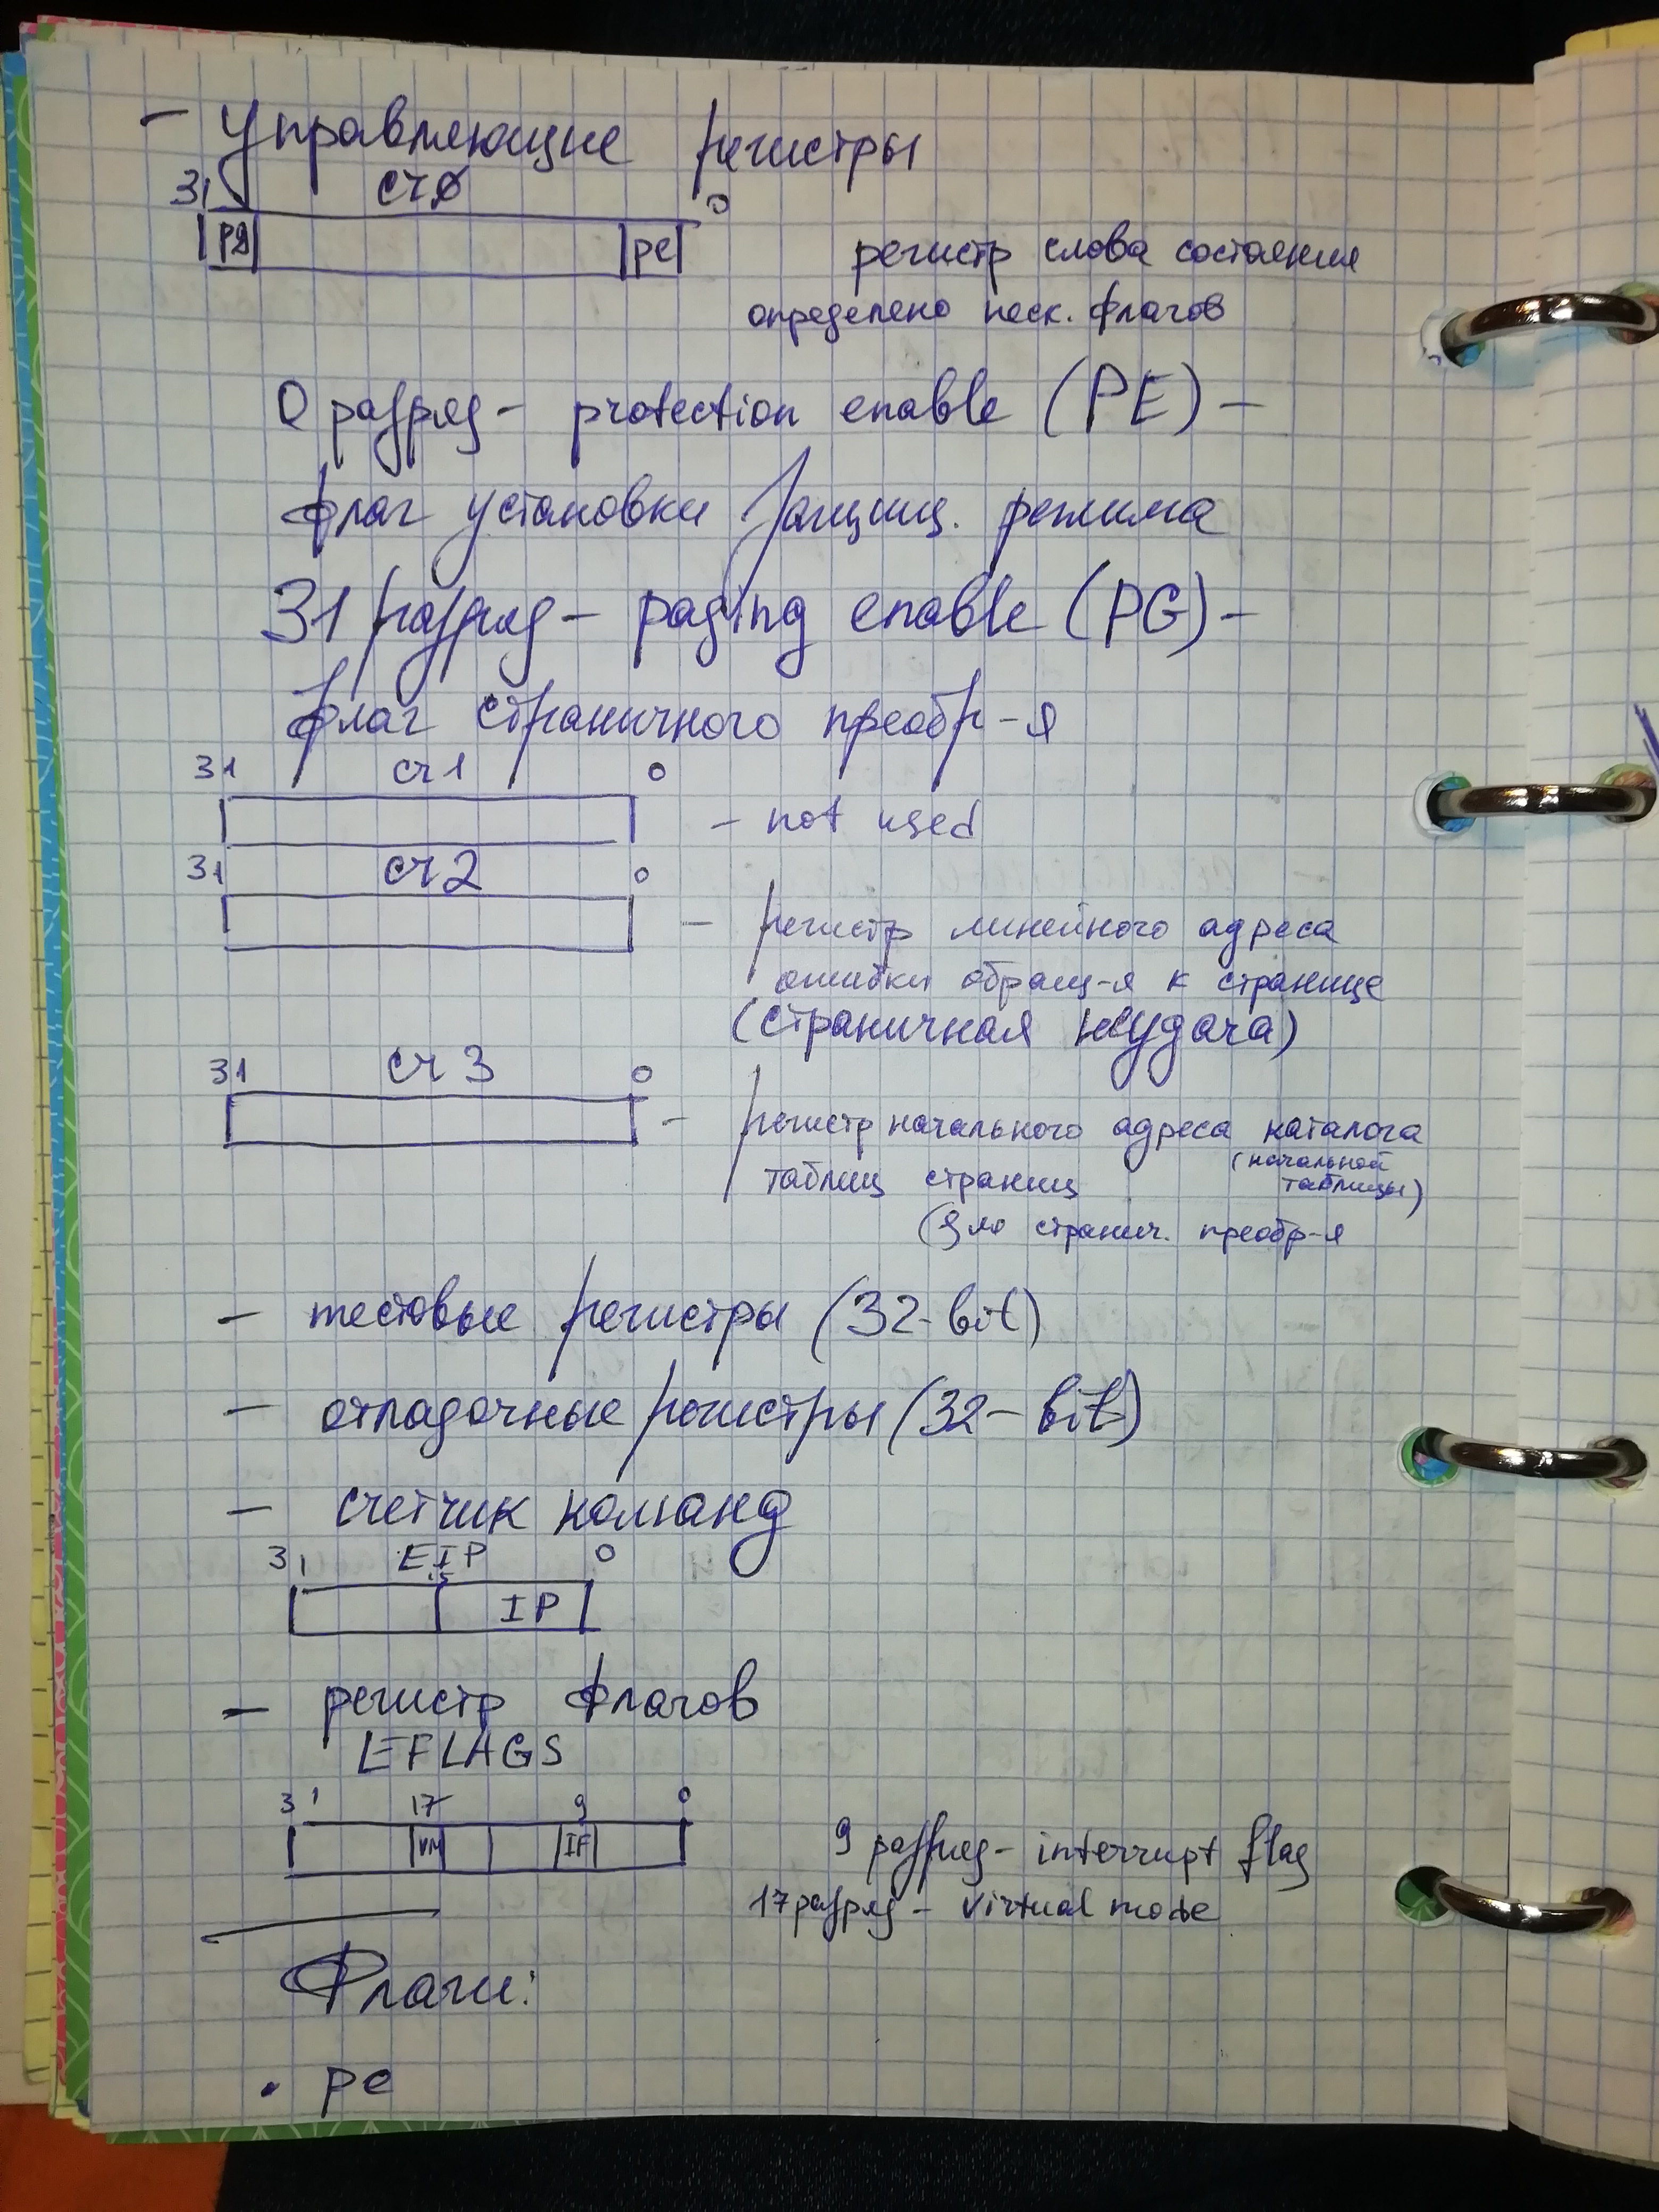 - Управляющие регистры
31 cr0 0
PG PE
регистр слова состояния
определено неск. флагов
0 разряд - protection enable (PE) -
флаг установки защищ. режима
31 разряд - paging enable (PG) -
флаг страничного преобр-я
31 cr1 0
- not used
31 cr2 0
- регистр линейного адреса
ошибки обращ-я к странице
(страничная неудача)
31 cr3 0
- регистр начального адреса каталога
(начальной
таблиц страниц
таблицы)
(для странич. преобр-я
- тестовые регистры (32-bit)
- отладочные регистры (32-bit)
- счетчик команд
31 EIP 0
15
IP
- регистр флагов
EFLAGS
31 17 9 0
VM IF
9 разряд - interrupt flag
17 разряд - virtual mode
Флаги:
• pe